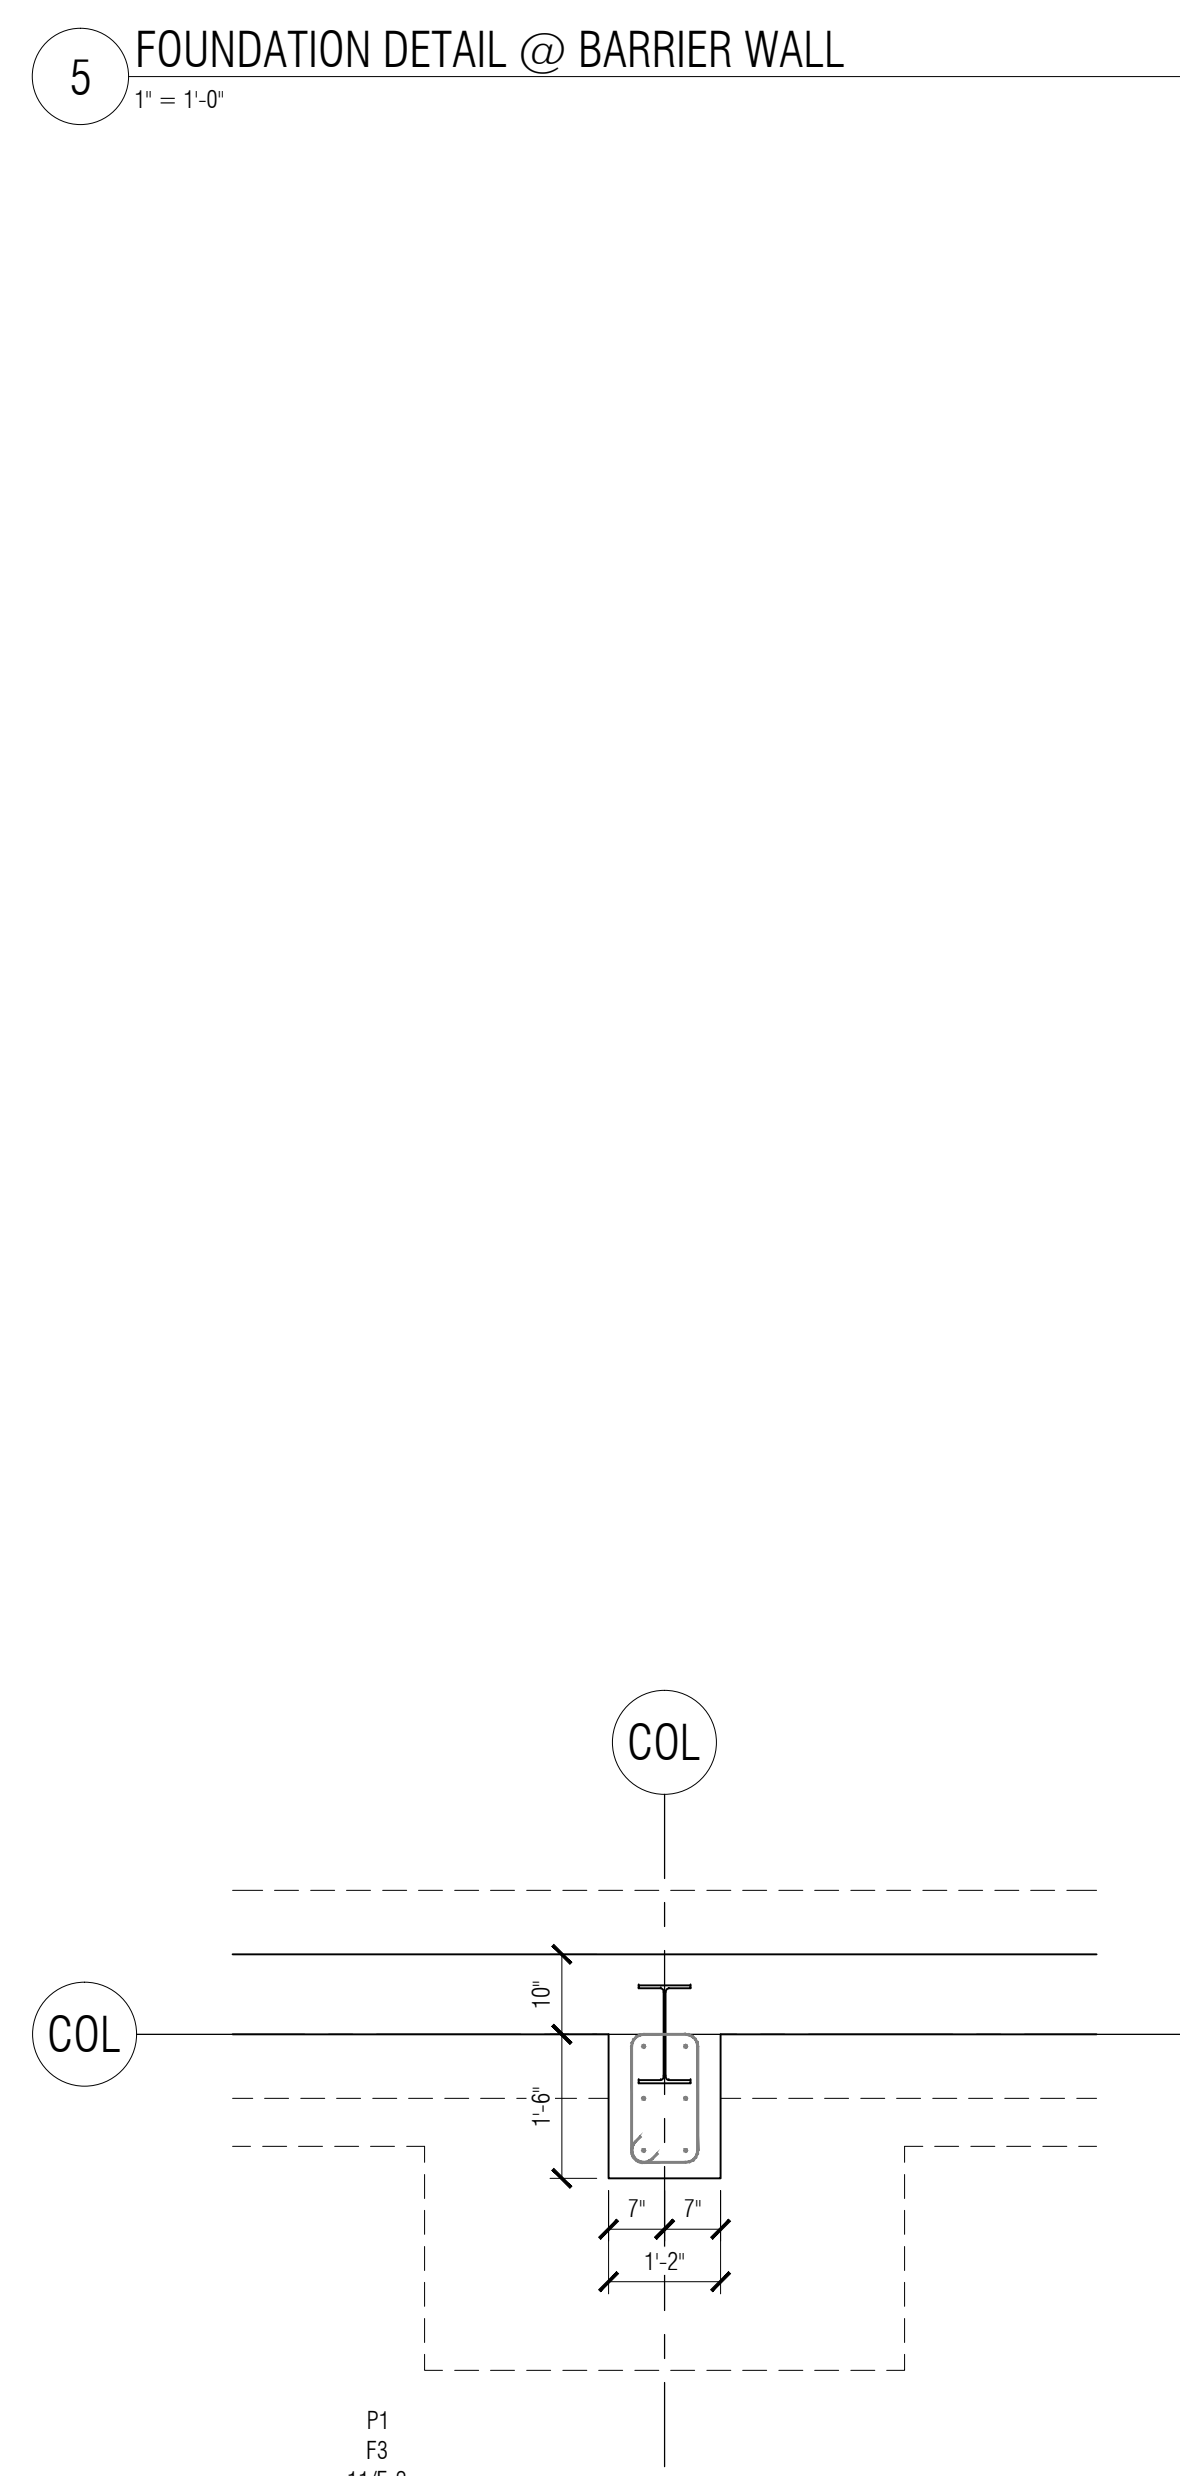 5
FOUNDATION DETAIL @ BARRIER WALL
1" = 1'-0"
COL
10"
COL
1'-6"
7" 7"
1'-2"
P1
F3